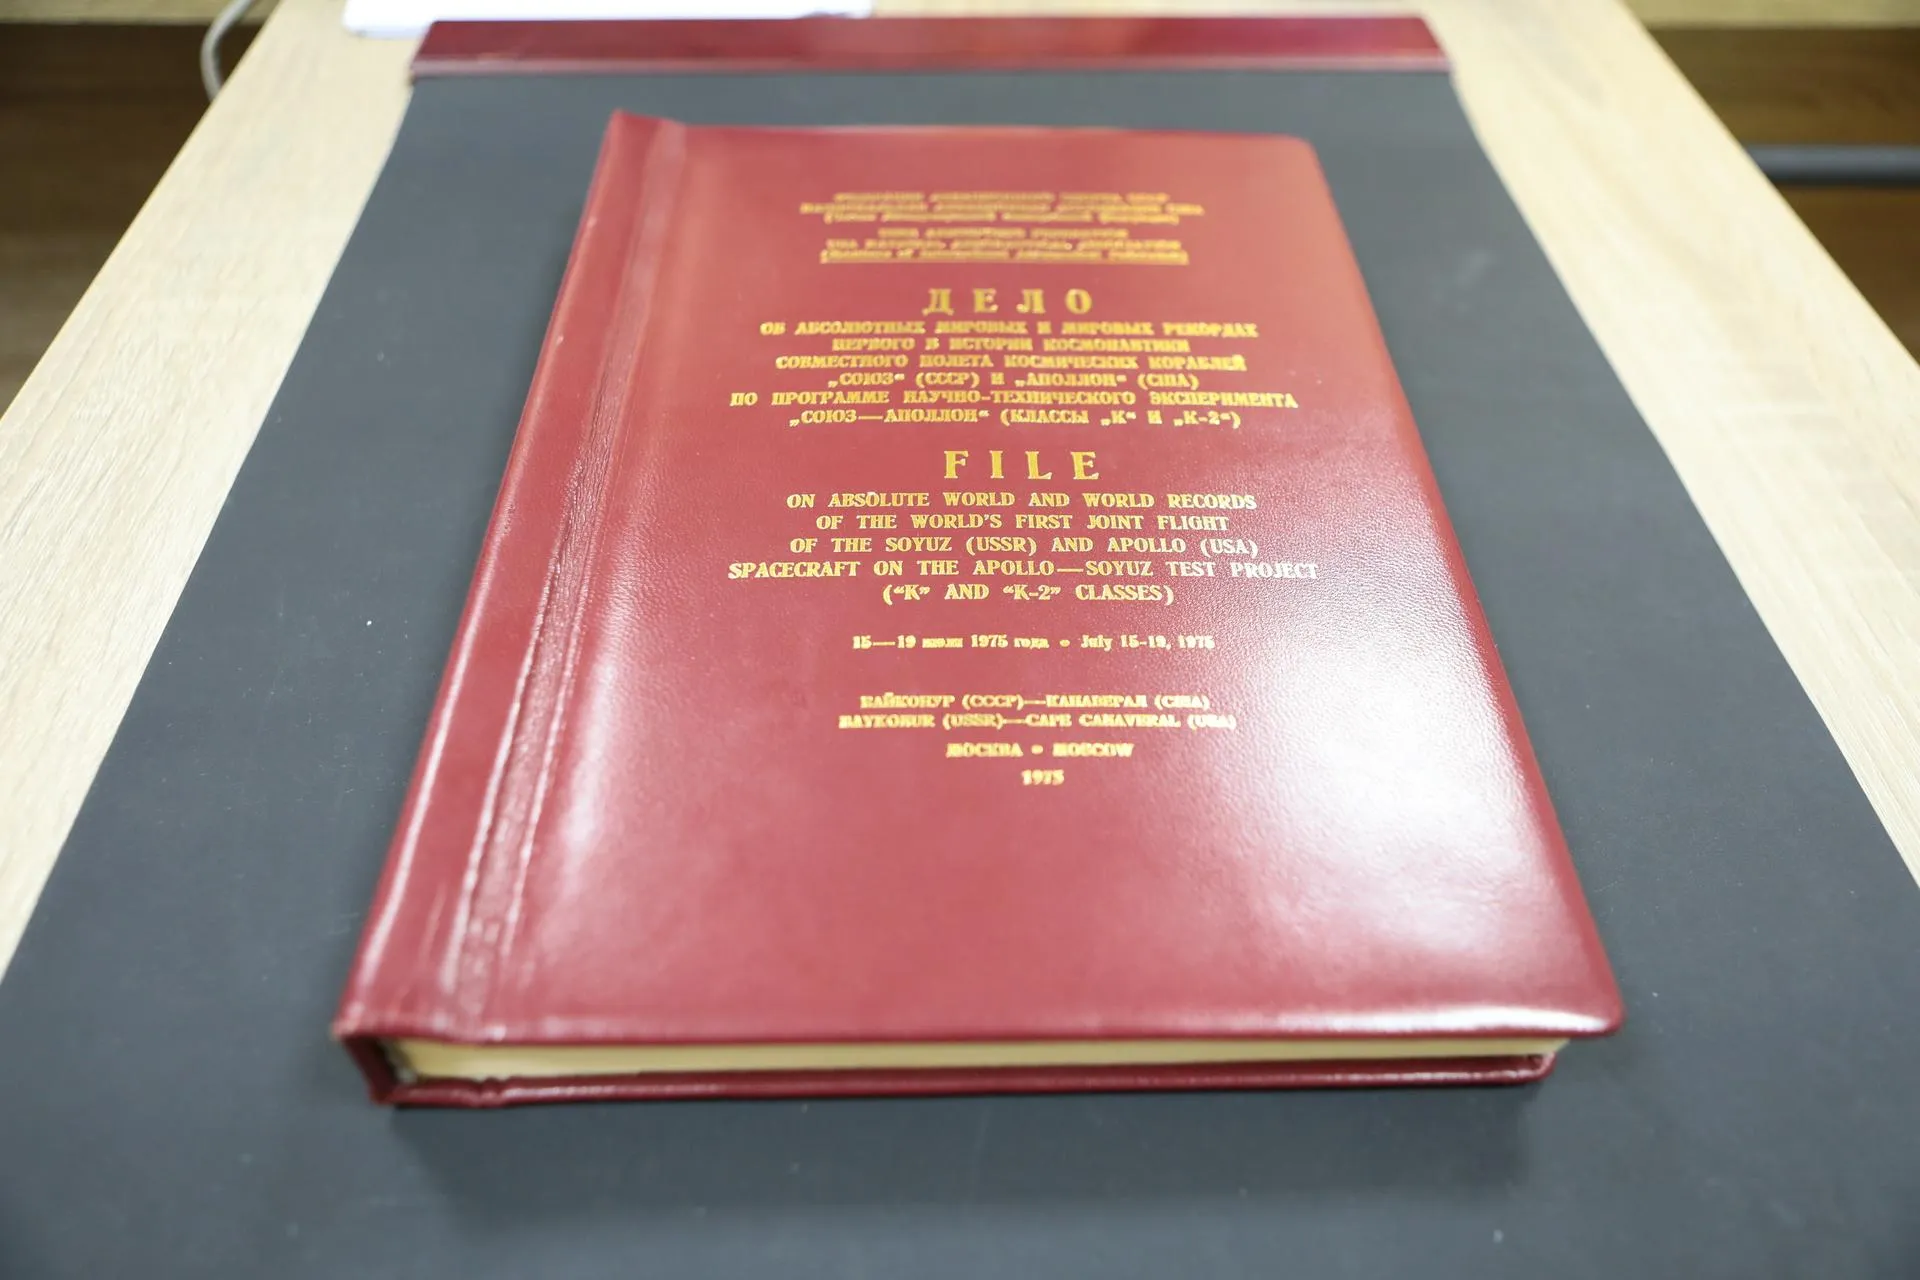 ДЕЛО
ОБ АБСОЛЮТНЫХ МИРОВЫХ И МИРОВЫХ РЕКОРДАХ
ПЕРВОГО В ИСТОРИИ КОСМОНАВТИКИ
СОВМЕСТНОГО ПОЛЕТА КОСМИЧЕСКИХ КОРАБЛЕЙ
„СОЮЗ“ (СССР) И „АПОЛЛОН“ (США)
ПО ПРОГРАММЕ НАУЧНО-ТЕХНИЧЕСКОГО ЭКСПЕРИМЕНТА
„СОЮЗ—АПОЛЛОН“ (КЛАССЫ „К“ И „К-2“)
FILE
ON ABSOLUTE WORLD AND WORLD RECORDS
OF THE WORLD'S FIRST JOINT FLIGHT
OF THE SOYUZ (USSR) AND APOLLO (USA)
SPACECRAFT ON THE APOLLO—SOYUZ TEST PROJECT
(“K” AND “K-2” CLASSES)
15—19 июля 1975 года • July 15-19, 1975
БАЙКОНУР (СССР)—КАНАВЕРАЛ (США)
BAYKONUR (USSR)—CAPE CANAVERAL (USA)
МОСКВА • MOSCOW
1975